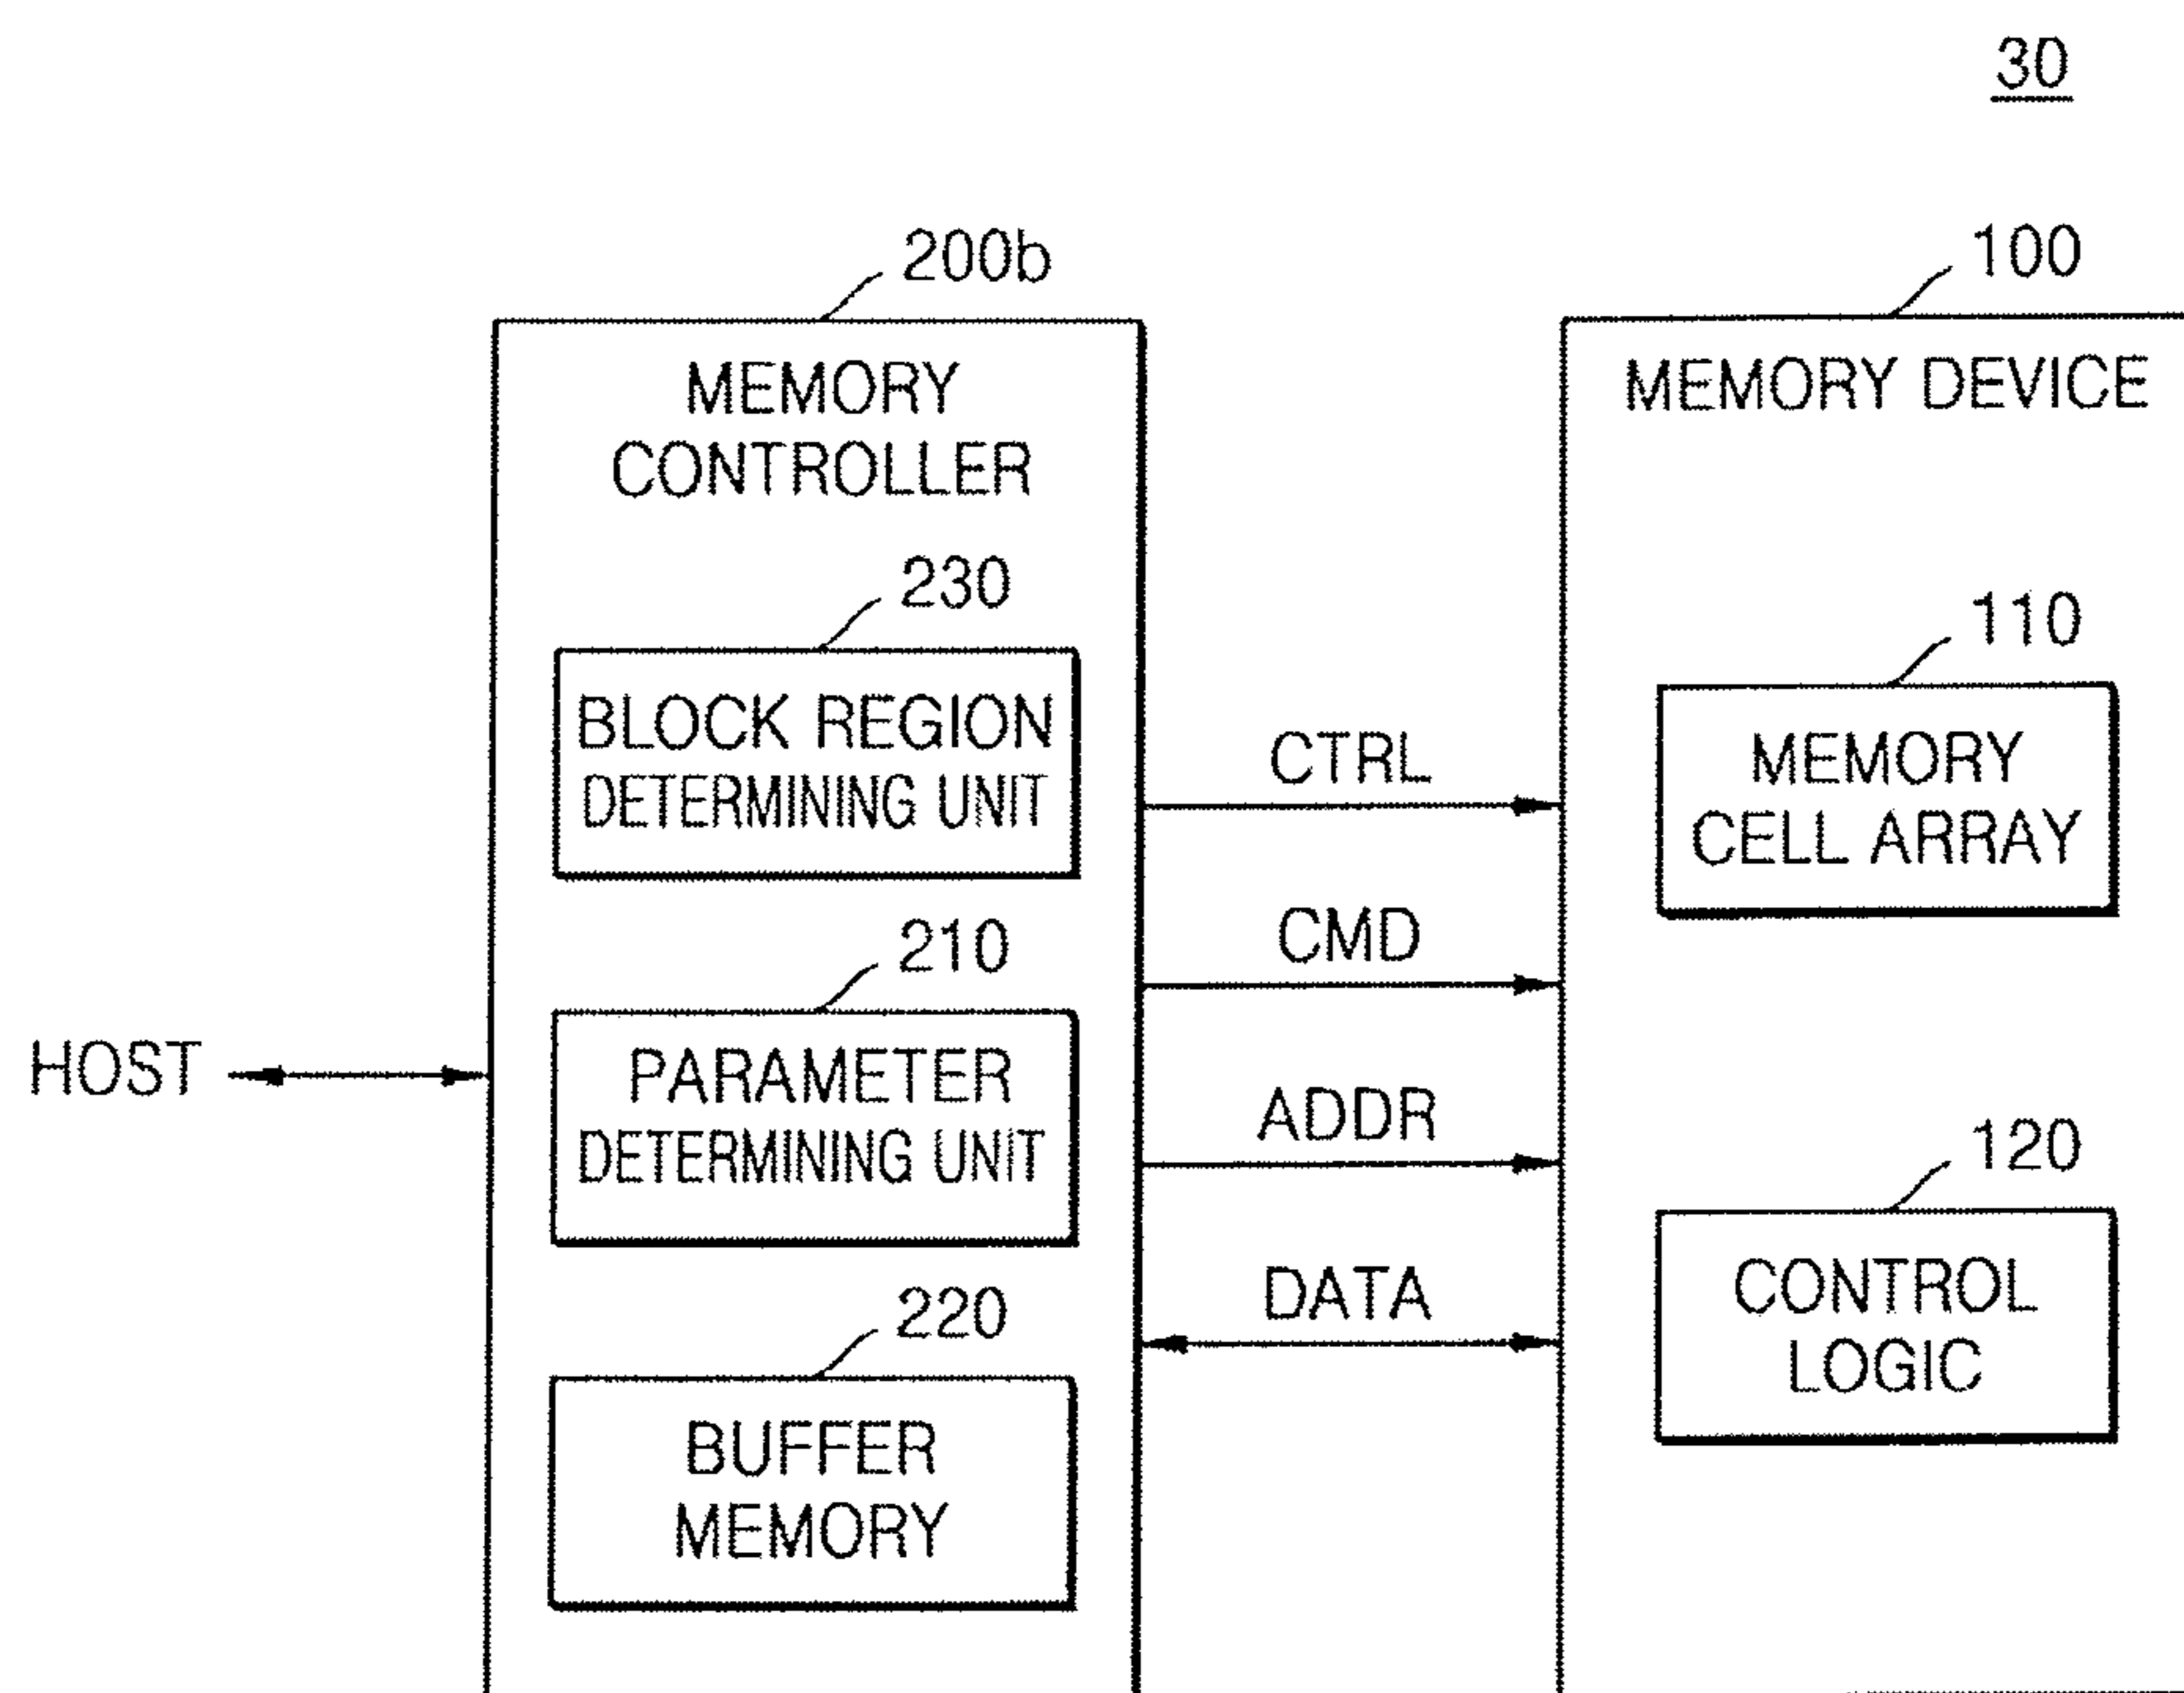 30
200b
100
MEMORY
CONTROLLER
MEMORY DEVICE
230
BLOCK REGION
DETERMINING UNIT
110
MEMORY
CELL ARRAY
CTRL
CMD
210
PARAMETER
DETERMINING UNIT
HOST
ADDR
120
CONTROL
LOGIC
DATA
220
BUFFER
MEMORY